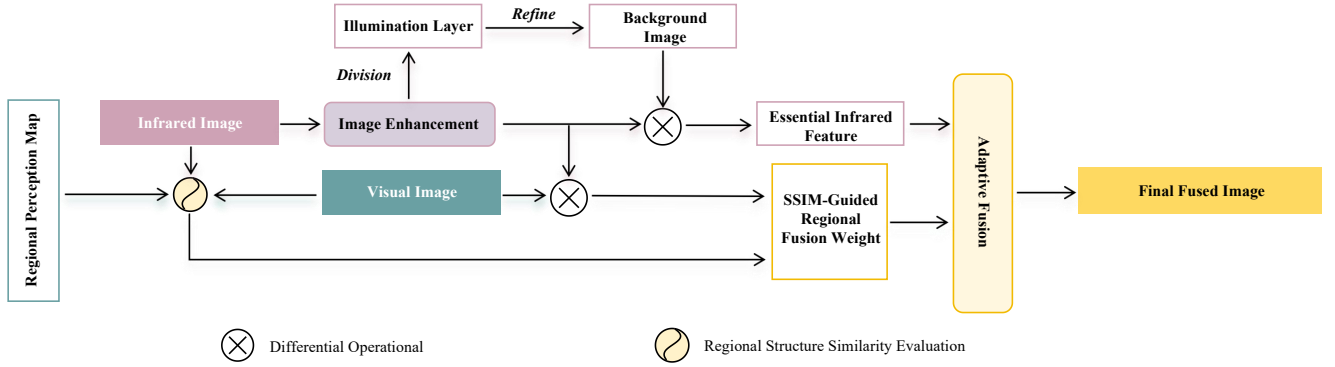 Refine
Illumination Layer
Background
Image
Division
Regional Perception Map
Infrared Image
Image Enhancement
Essential Infrared
Feature
Adaptive Fusion
Visual Image
SSIM-Guided
Regional
Fusion Weight
Final Fused Image
Differential Operational
Regional Structure Similarity Evaluation